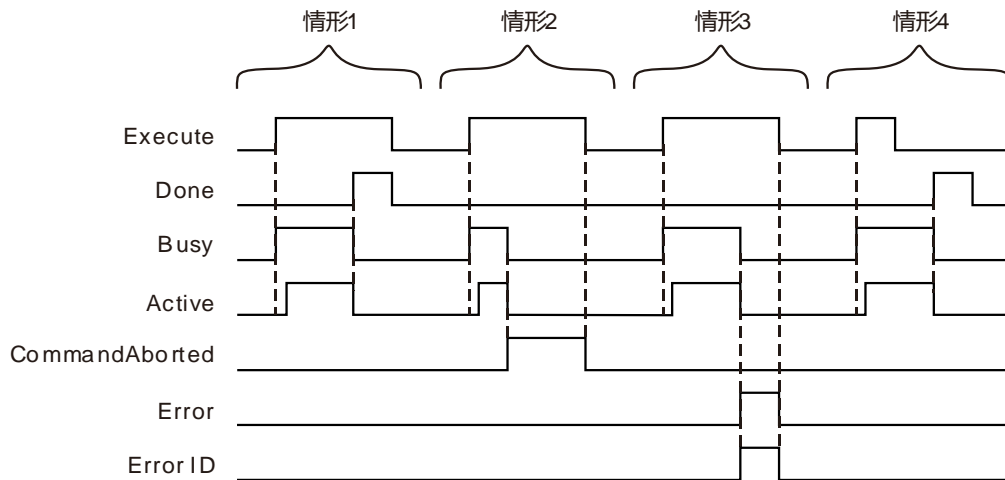 情形1
情形2
情形3
情形4
Execute
Done
Busy
Active
CommandAborted
Error
Error ID